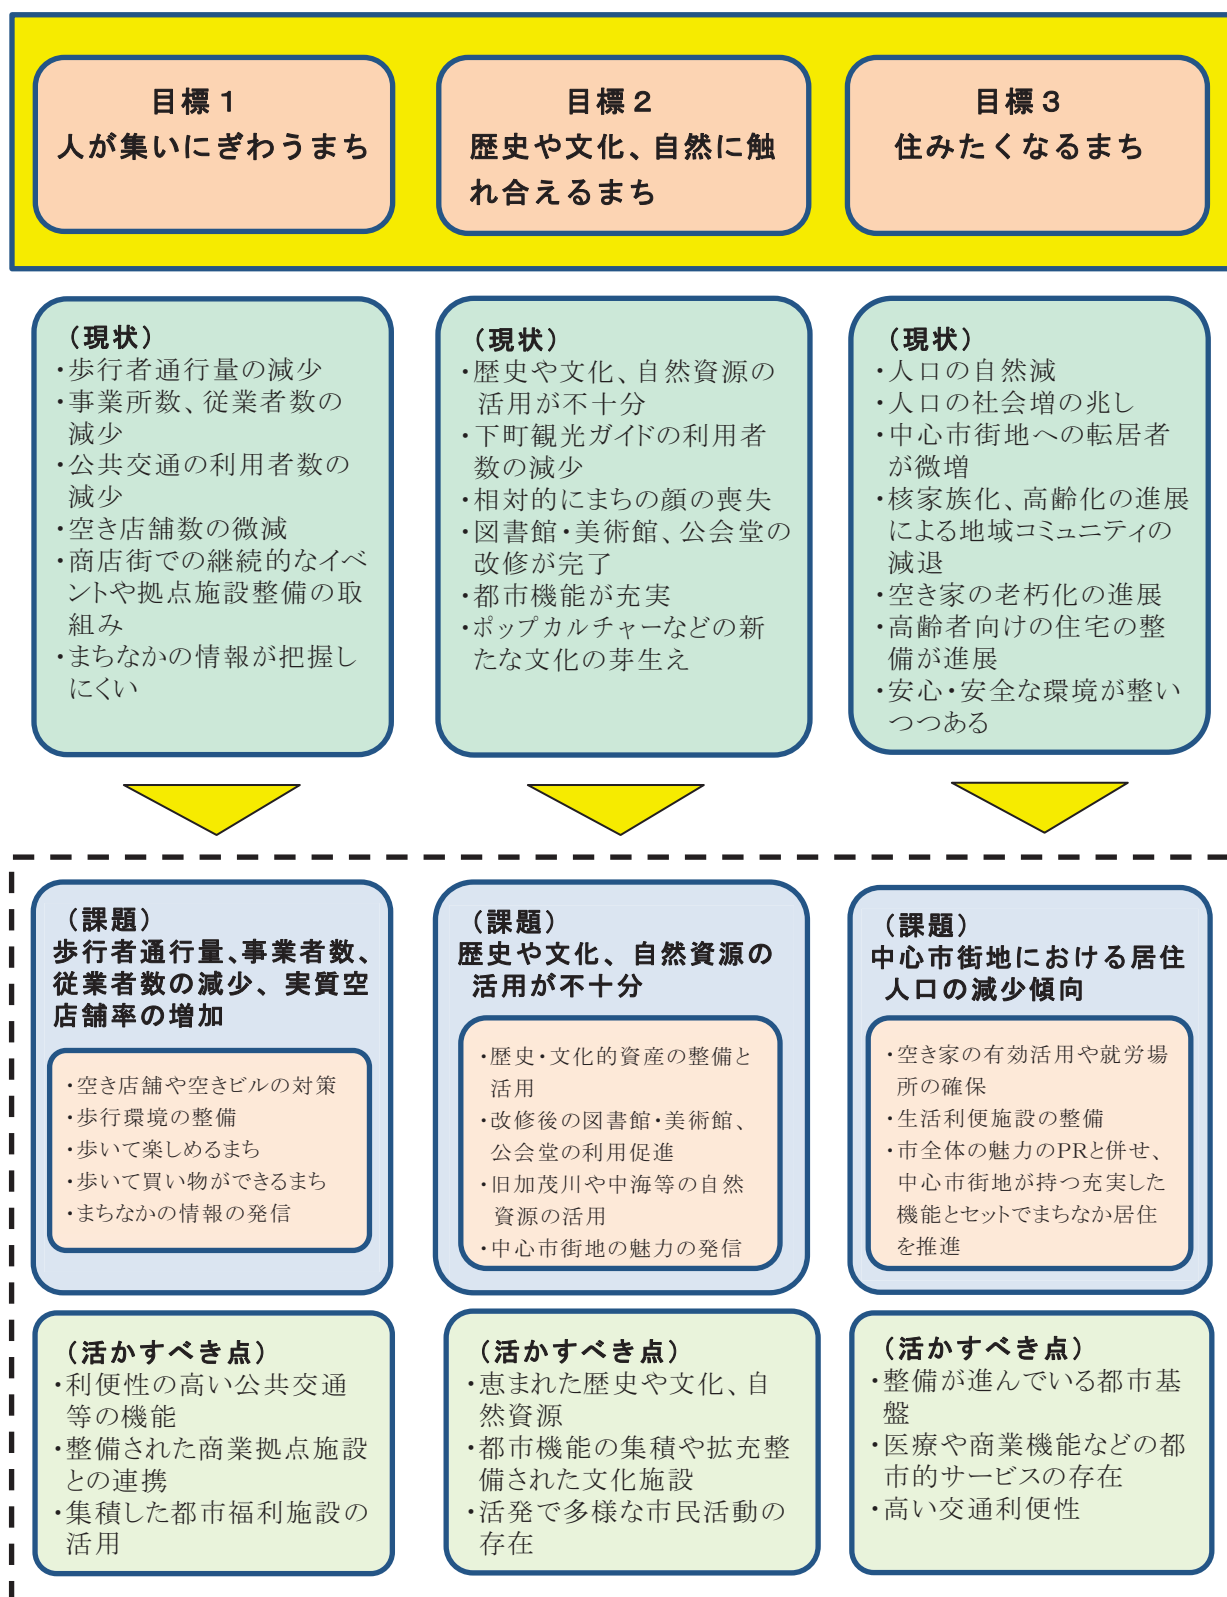 目標１
人が集いにぎわうまち
目標２
歴史や文化、自然に触
れ合えるまち
目標３
住みたくなるまち
（現状）
・歩行者通行量の減少
・事業所数、従業者数の
減少
・公共交通の利用者数の
減少
・空き店舗数の微減
・商店街での継続的なイベ
ントや拠点施設整備の取
組み
・まちなかの情報が把握し
にくい
（現状）
・歴史や文化、自然資源の
活用が不十分
・下町観光ガイドの利用者
数の減少
・相対的にまちの顔の喪失
・図書館・美術館、公会堂の
改修が完了
・都市機能が充実
・ポップカルチャーなどの新
たな文化の芽生え
（現状）
・人口の自然減
・人口の社会増の兆し
・中心市街地への転居者
が微増
・核家族化、高齢化の進展
による地域コミュニティの
減退
・空き家の老朽化の進展
・高齢者向けの住宅の整
備が進展
・安心・安全な環境が整い
つつある
（課題）
歩行者通行量、事業者数、
従業者数の減少、実質空
店舗率の増加
・空き店舗や空きビルの対策
・歩行環境の整備
・歩いて楽しめるまち
・歩いて買い物ができるまち
・まちなかの情報の発信
（課題）
歴史や文化、自然資源の
活用が不十分
・歴史・文化的資産の整備と
活用
・改修後の図書館・美術館、
公会堂の利用促進
・旧加茂川や中海等の自然
資源の活用
・中心市街地の魅力の発信
（課題）
中心市街地における居住
人口の減少傾向
・空き家の有効活用や就労場
所の確保
・生活利便施設の整備
・市全体の魅力のPRと併せ、
中心市街地が持つ充実した
機能とセットでまちなか居住
を推進
（活かすべき点）
・利便性の高い公共交通
等の機能
・整備された商業拠点施設
との連携
・集積した都市福利施設の
活用
（活かすべき点）
・恵まれた歴史や文化、自
然資源
・都市機能の集積や拡充整
備された文化施設
・活発で多様な市民活動の
存在
（活かすべき点）
・整備が進んでいる都市基
盤
・医療や商業機能などの都
市的サービスの存在
・高い交通利便性